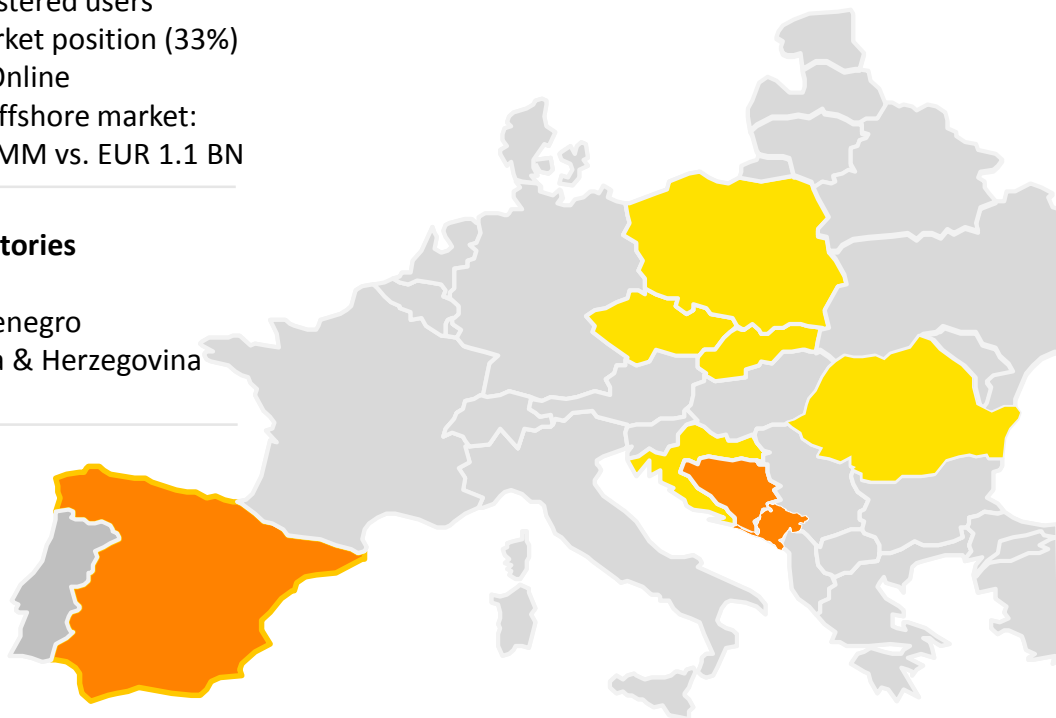 stered users
rket position (33%)
Online
ffshore market:
MM vs. EUR 1.1 BN
tories
enegro
& Herzegovina